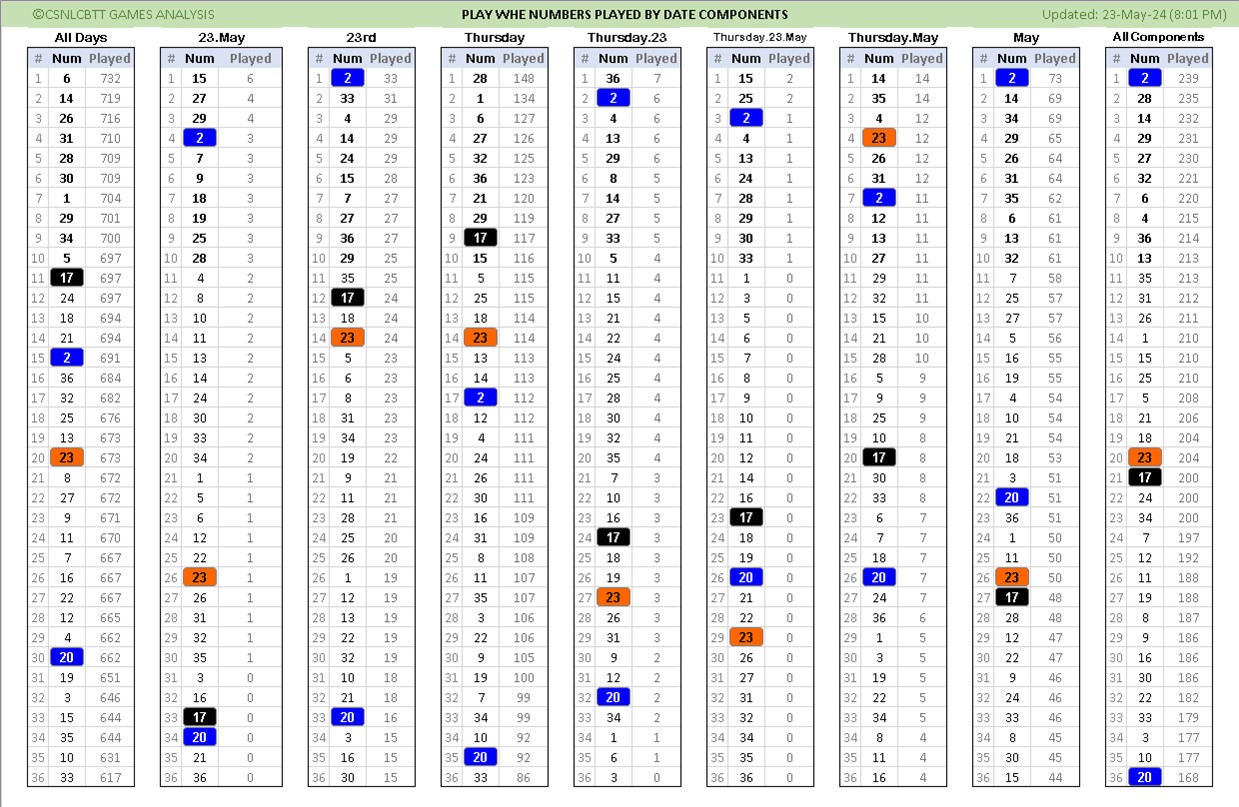 ©CSNLCBTT GAMES ANALYSIS PLAY WHE NUMBERS PLAYED BY DATE COMPONENTS Updated: 23-May-24 (8:01 PM)
All Days 23.May 23rd Thursday Thursday.23 Thursday.23.May Thursday.May May All Components
# Num Played # Num Played # Num Played # Num Played # Num Played # Num Played # Num Played # Num Played # Num Played
1 6 732 1 15 6 1 2 33 1 28 148 1 36 7 1 15 2 1 14 14 1 2 73 1 2 239
2 14 719 2 27 4 2 33 31 2 1 134 2 2 6 2 25 2 2 35 14 2 14 69 2 28 235
3 26 716 3 29 4 3 4 29 3 6 127 3 4 6 3 2 1 3 4 12 3 34 69 3 14 232
4 31 710 4 2 3 4 14 29 4 27 126 4 13 6 4 4 1 4 23 12 4 29 65 4 29 231
5 28 709 5 7 3 5 24 29 5 32 125 5 29 6 5 13 1 5 26 12 5 26 64 5 27 230
6 30 709 6 9 3 6 15 28 6 36 123 6 8 5 6 24 1 6 31 12 6 31 64 6 32 221
7 1 704 7 18 3 7 7 27 7 21 120 7 14 5 7 28 1 7 2 11 7 35 62 7 6 220
8 29 701 8 19 3 8 27 27 8 29 119 8 27 5 8 29 1 8 12 11 8 6 61 8 4 215
9 34 700 9 25 3 9 36 27 9 17 117 9 33 5 9 30 1 9 13 11 9 13 61 9 36 214
10 5 697 10 28 3 10 29 25 10 15 116 10 5 4 10 33 1 10 27 11 10 32 61 10 13 213
11 17 697 11 4 2 11 35 25 11 5 115 11 11 4 11 1 0 11 29 11 11 7 58 11 35 213
12 24 697 12 8 2 12 17 24 12 25 115 12 15 4 12 3 0 12 32 11 12 25 57 12 31 212
13 18 694 13 10 2 13 18 24 13 18 114 13 21 4 13 5 0 13 15 10 13 27 57 13 26 211
14 21 694 14 11 2 14 23 24 14 23 114 14 22 4 14 6 0 14 21 10 14 5 56 14 1 210
15 2 691 15 13 2 15 5 23 15 13 113 15 24 4 15 7 0 15 28 10 15 16 55 15 15 210
16 36 684 16 14 2 16 6 23 16 14 113 16 25 4 16 8 0 16 5 9 16 19 55 16 25 210
17 32 682 17 24 2 17 8 23 17 2 112 17 28 4 17 9 0 17 9 9 17 4 54 17 5 208
18 25 676 18 30 2 18 31 23 18 12 112 18 30 4 18 10 0 18 25 9 18 10 54 18 21 206
19 13 673 19 33 2 19 34 23 19 4 111 19 32 4 19 11 0 19 10 8 19 21 54 19 18 204
20 23 673 20 34 2 20 19 22 20 24 111 20 35 4 20 12 0 20 17 8 20 18 53 20 23 204
21 8 672 21 1 1 21 9 21 21 26 111 21 7 3 21 14 0 21 30 8 21 3 51 21 17 200
22 27 672 22 5 1 22 11 21 22 30 111 22 10 3 22 16 0 22 33 8 22 20 51 22 24 200
23 9 671 23 6 1 23 28 21 23 16 109 23 16 3 23 17 0 23 6 7 23 36 51 23 34 200
24 11 670 24 12 1 24 25 20 24 31 109 24 17 3 24 18 0 24 7 7 24 1 50 24 7 197
25 7 667 25 22 1 25 26 20 25 8 108 25 18 3 25 19 0 25 18 7 25 11 50 25 12 192
26 16 667 26 23 1 26 1 19 26 11 107 26 19 3 26 20 0 26 20 7 26 23 50 26 11 188
27 22 667 27 26 1 27 12 19 27 35 107 27 23 3 27 21 0 27 24 7 27 17 48 27 19 188
28 12 665 28 31 1 28 13 19 28 3 106 28 26 3 28 22 0 28 36 6 28 28 48 28 8 187
29 4 662 29 32 1 29 22 19 29 22 106 29 31 3 29 23 0 29 1 5 29 12 47 29 9 186
30 20 662 30 35 1 30 32 19 30 9 105 30 9 2 30 26 0 30 3 5 30 22 47 30 16 186
31 19 651 31 3 0 31 10 18 31 19 100 31 12 2 31 27 0 31 19 5 31 9 46 31 30 186
32 3 646 32 16 0 32 21 18 32 7 99 32 20 2 32 31 0 32 22 5 32 24 46 32 22 182
33 15 644 33 17 0 33 20 16 33 34 99 33 34 2 33 32 0 33 34 5 33 33 46 33 33 179
34 35 644 34 20 0 34 3 15 34 10 92 34 1 1 34 34 0 34 8 4 34 8 45 34 3 177
35 10 631 35 21 0 35 16 15 35 20 92 35 6 1 35 35 0 35 11 4 35 30 45 35 10 177
36 33 617 36 36 0 36 30 15 36 33 86 36 3 0 36 36 0 36 16 4 36 15 44 36 20 168